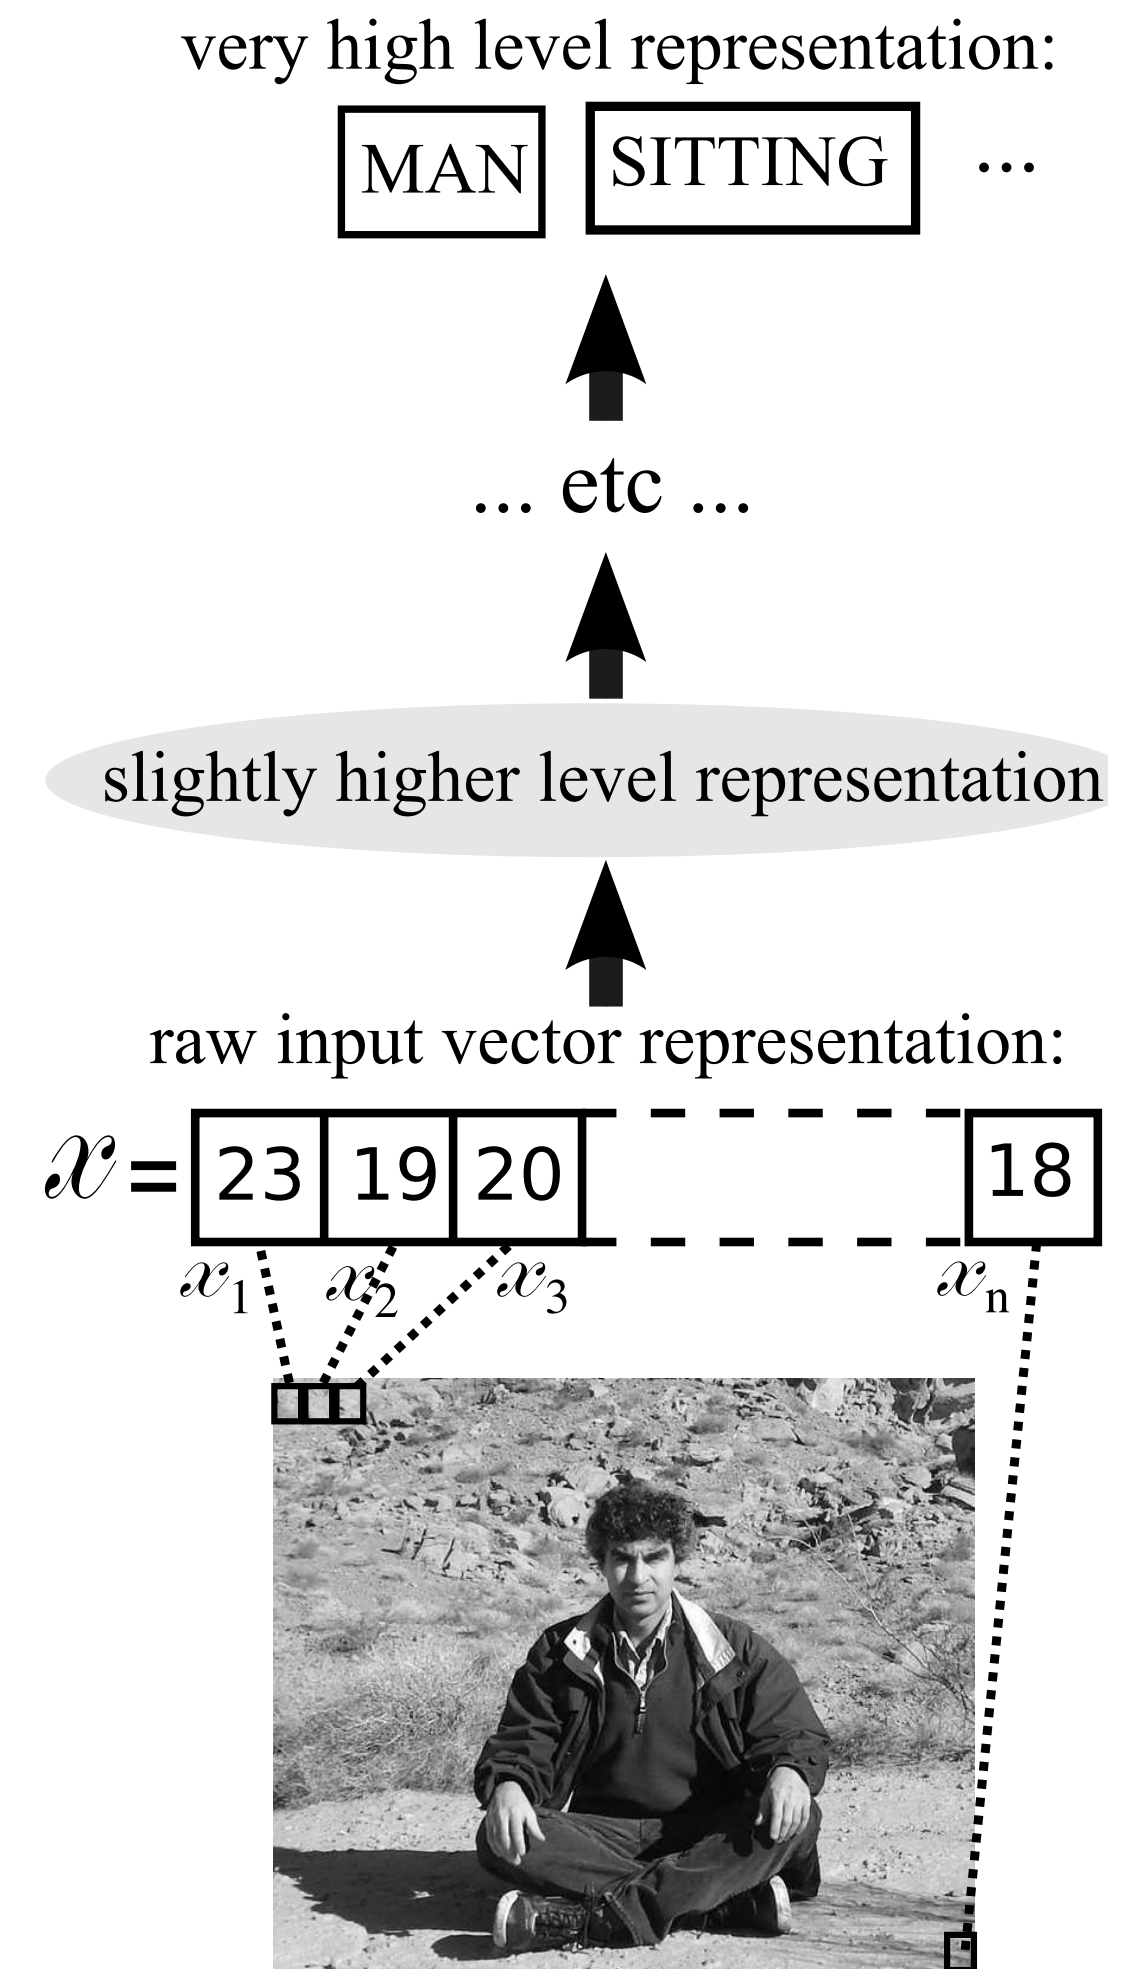 very high level representation:
MAN SITTING ...
... etc ...
slightly higher level representation
raw input vector representation:
x = 23 19 20 18
x1 x2 x3 xn